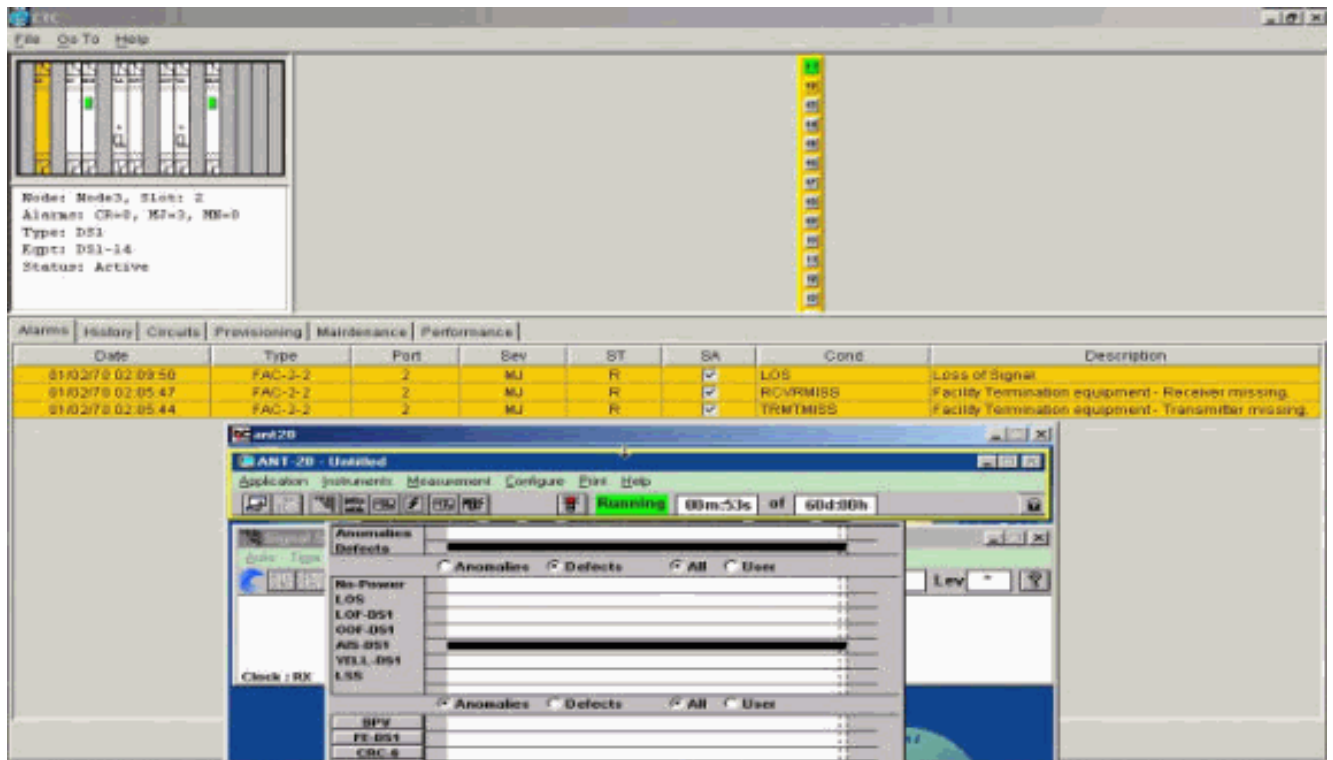 CTC
File Go To Help
Node: Node3, Slot: 2
Alarms: CR=0, MJ=3, MN=0
Type: DS1
Eqpt: DS1-14
Status: Active
Alarms History Circuits Provisioning Maintenance Performance
Date Type Port Sev ST SA Cond Description
01/02/70 02:09:50 FAC-2-2 2 MJ R LOS Loss of Signal
01/02/70 02:05:47 FAC-2-2 2 MJ R RCVRMISS Facility Termination equipment - Receiver missing.
01/02/70 02:05:44 FAC-2-2 2 MJ R TRMTMISS Facility Termination equipment - Transmitter missing.
ant20
ANT-20 - Untitled
Application Instruments Measurement Configure Print Help
Running 00m:53s of 60d:00h
Anomalies
Defects
Anomalies Defects All User
Lev *
No-Power
LOS
LOF-DS1
OOF-DS1
AIS-DS1
YELL-DS1
LSS
Clock : RX
Anomalies Defects All User
BPV
FE-DS1
CRC-6